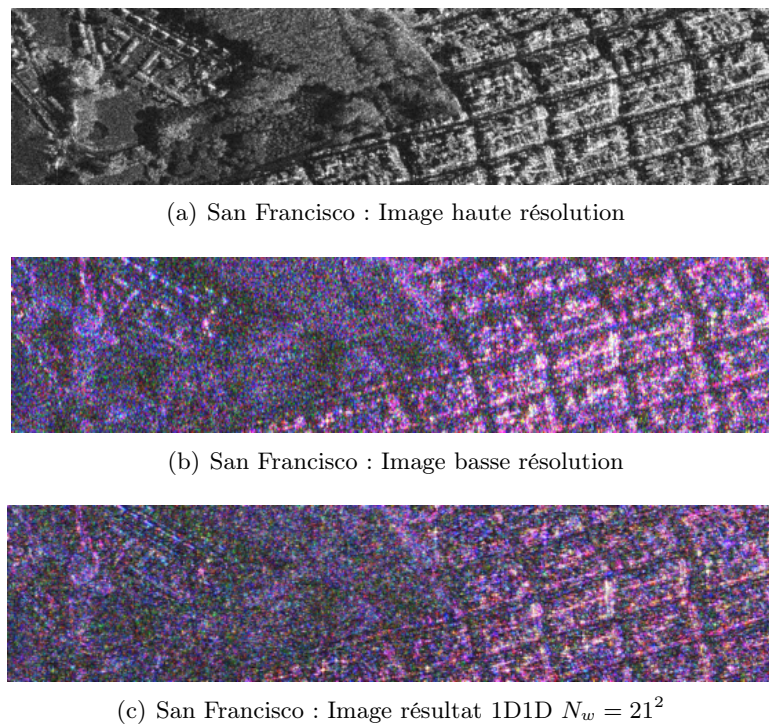 (a) San Francisco : Image haute résolution
(b) San Francisco : Image basse résolution
(c) San Francisco : Image résultat 1D1D $N_w = 21^2$